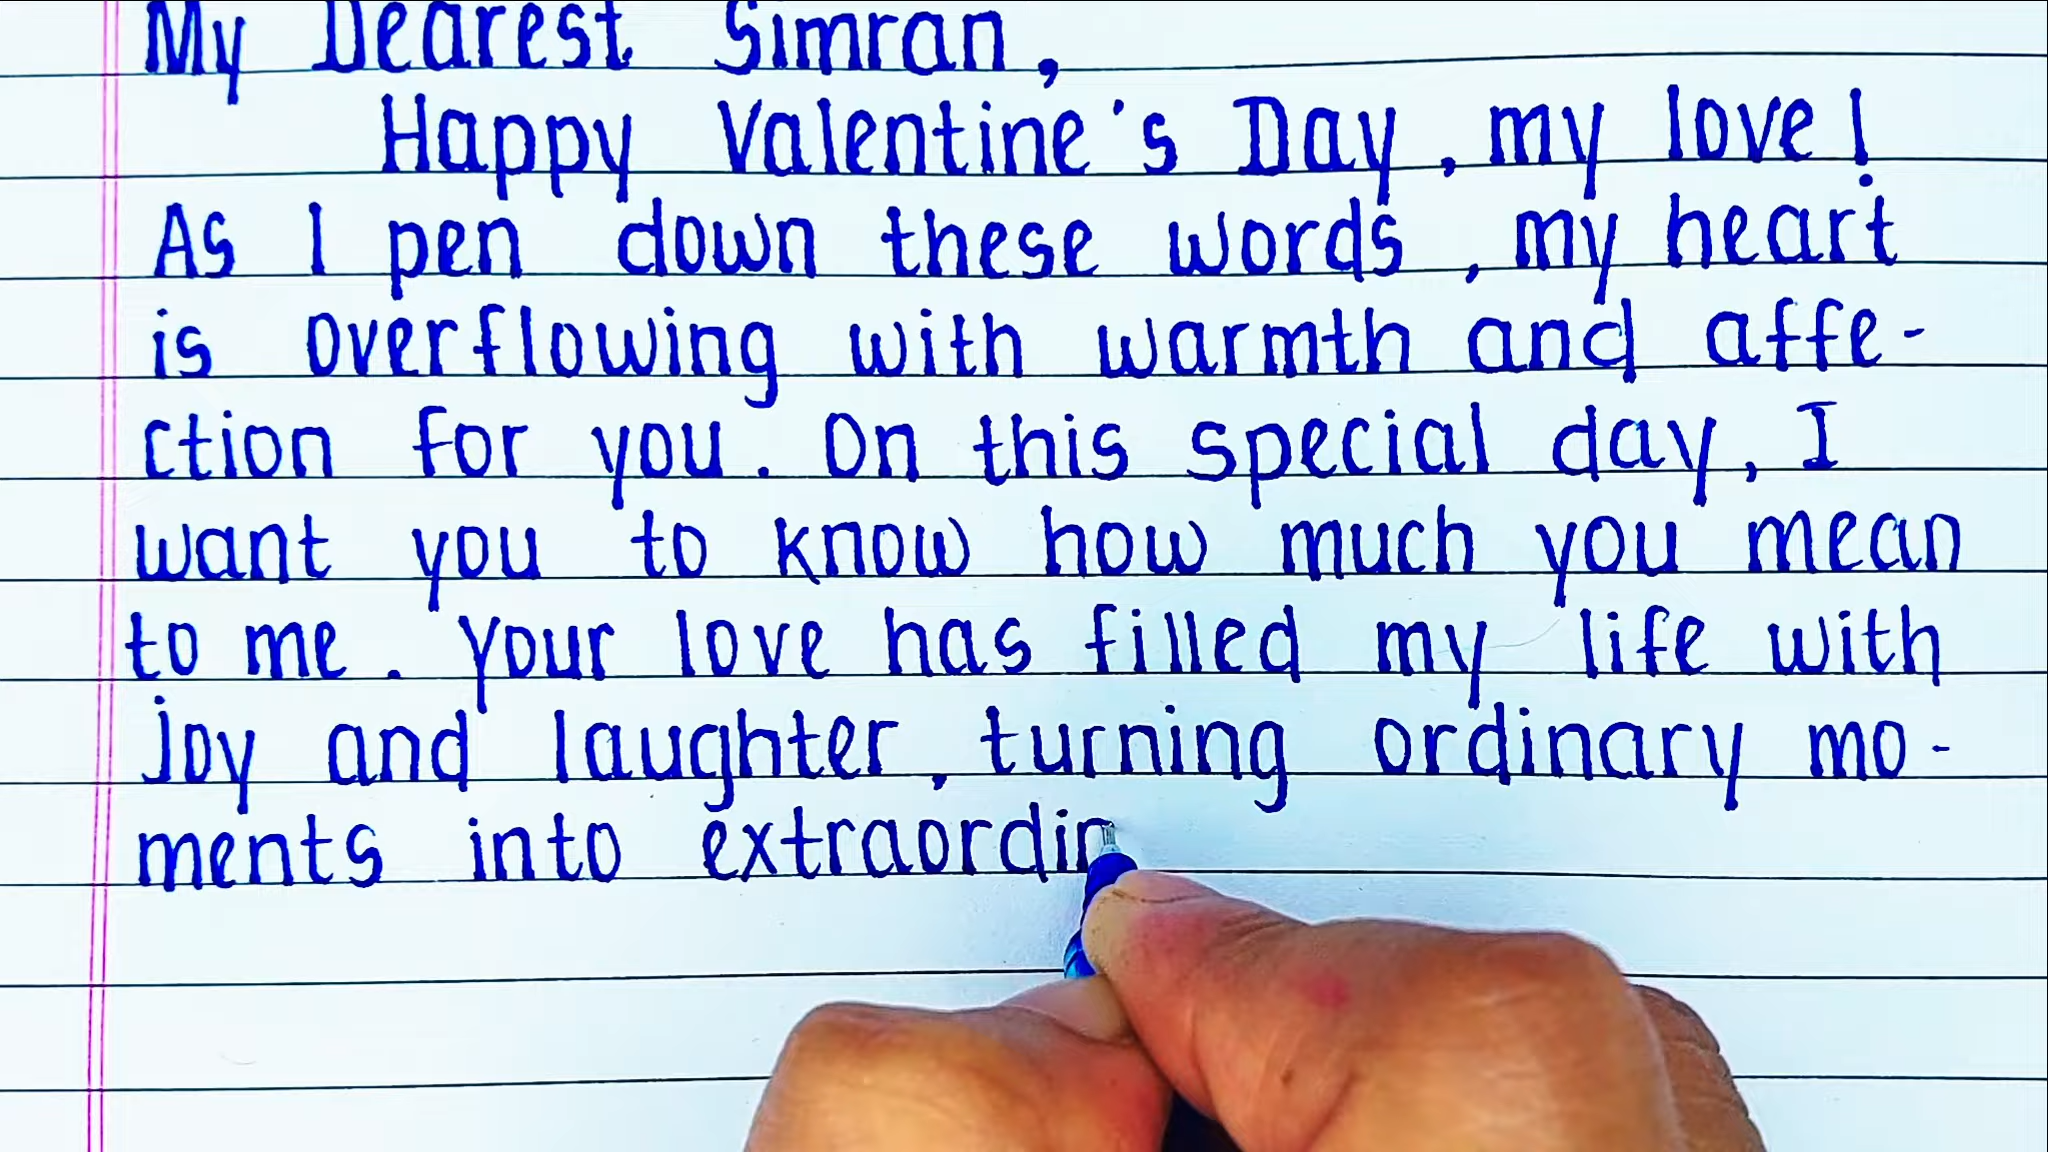 My Dearest Simran,
Happy Valentine's Day, my love!
As I pen down these words, my heart
is overflowing with warmth and affe-
ction for you. On this special day, I
want you to know how much you mean
to me. Your love has filled my life with
joy and laughter, turning ordinary mo-
ments into extraordin